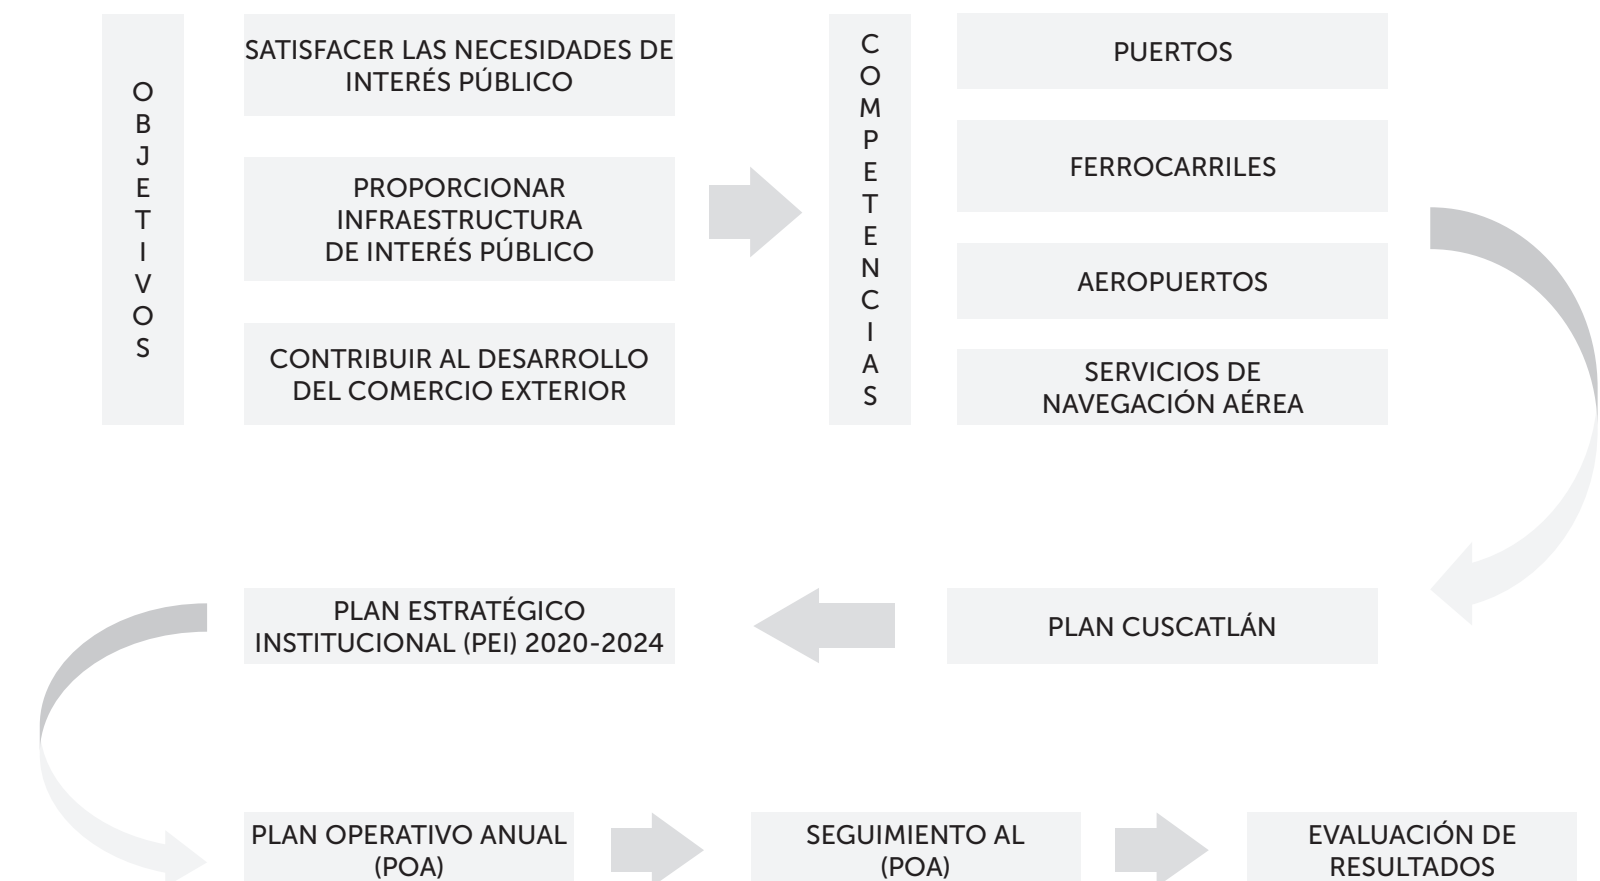 OBJETIVOS
SATISFACER LAS NECESIDADES DE
INTERÉS PÚBLICO
PROPORCIONAR
INFRAESTRUCTURA
DE INTERÉS PÚBLICO
CONTRIBUIR AL DESARROLLO
DEL COMERCIO EXTERIOR
COMPETENCIAS
PUERTOS
FERROCARRILES
AEROPUERTOS
SERVICIOS DE
NAVEGACIÓN AÉREA
PLAN CUSCATLÁN
PLAN ESTRATÉGICO
INSTITUCIONAL (PEI) 2020-2024
PLAN OPERATIVO ANUAL
(POA)
SEGUIMIENTO AL
(POA)
EVALUACIÓN DE
RESULTADOS